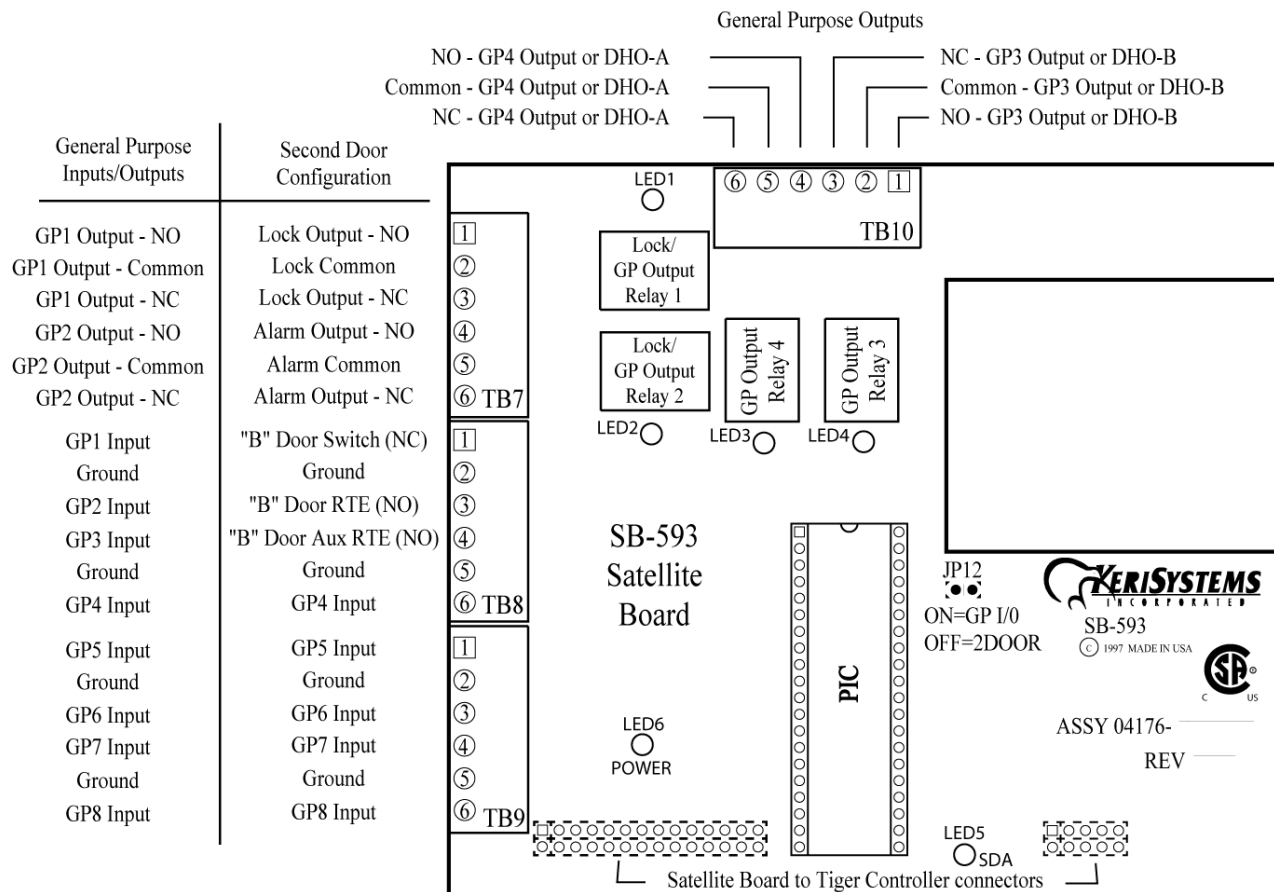 General Purpose Outputs
NO - GP4 Output or DHO-A
NC - GP3 Output or DHO-B
Common - GP4 Output or DHO-A
Common - GP3 Output or DHO-B
NC - GP4 Output or DHO-A
NO - GP3 Output or DHO-B
General Purpose
Inputs/Outputs
Second Door
Configuration
GP1 Output - NO
Lock Output - NO
1
GP1 Output - Common
Lock Common
2
GP1 Output - NC
Lock Output - NC
3
GP2 Output - NO
Alarm Output - NO
4
GP2 Output - Common
Alarm Common
5
GP2 Output - NC
Alarm Output - NC
6 TB7
GP1 Input
"B" Door Switch (NC)
1
Ground
Ground
2
GP2 Input
"B" Door RTE (NO)
3
GP3 Input
"B" Door Aux RTE (NO)
4
Ground
Ground
5
GP4 Input
GP4 Input
6 TB8
GP5 Input
GP5 Input
1
Ground
Ground
2
GP6 Input
GP6 Input
3
GP7 Input
GP7 Input
4
Ground
Ground
5
GP8 Input
GP8 Input
6 TB9
LED1
6 5 4 3 2 1
TB10
Lock/
GP Output
Relay 1
Lock/
GP Output
Relay 2
GP Output
Relay 4
GP Output
Relay 3
LED2
LED3
LED4
SB-593
Satellite
Board
PIC
JP12
ON=GP I/0
OFF=2DOOR
KERISYSTEMS
INCORPORATED
SB-593
C 1997 MADE IN USA
SA ®
C US
ASSY 04176-
REV
LED6
POWER
LED5
SDA
Satellite Board to Tiger Controller connectors